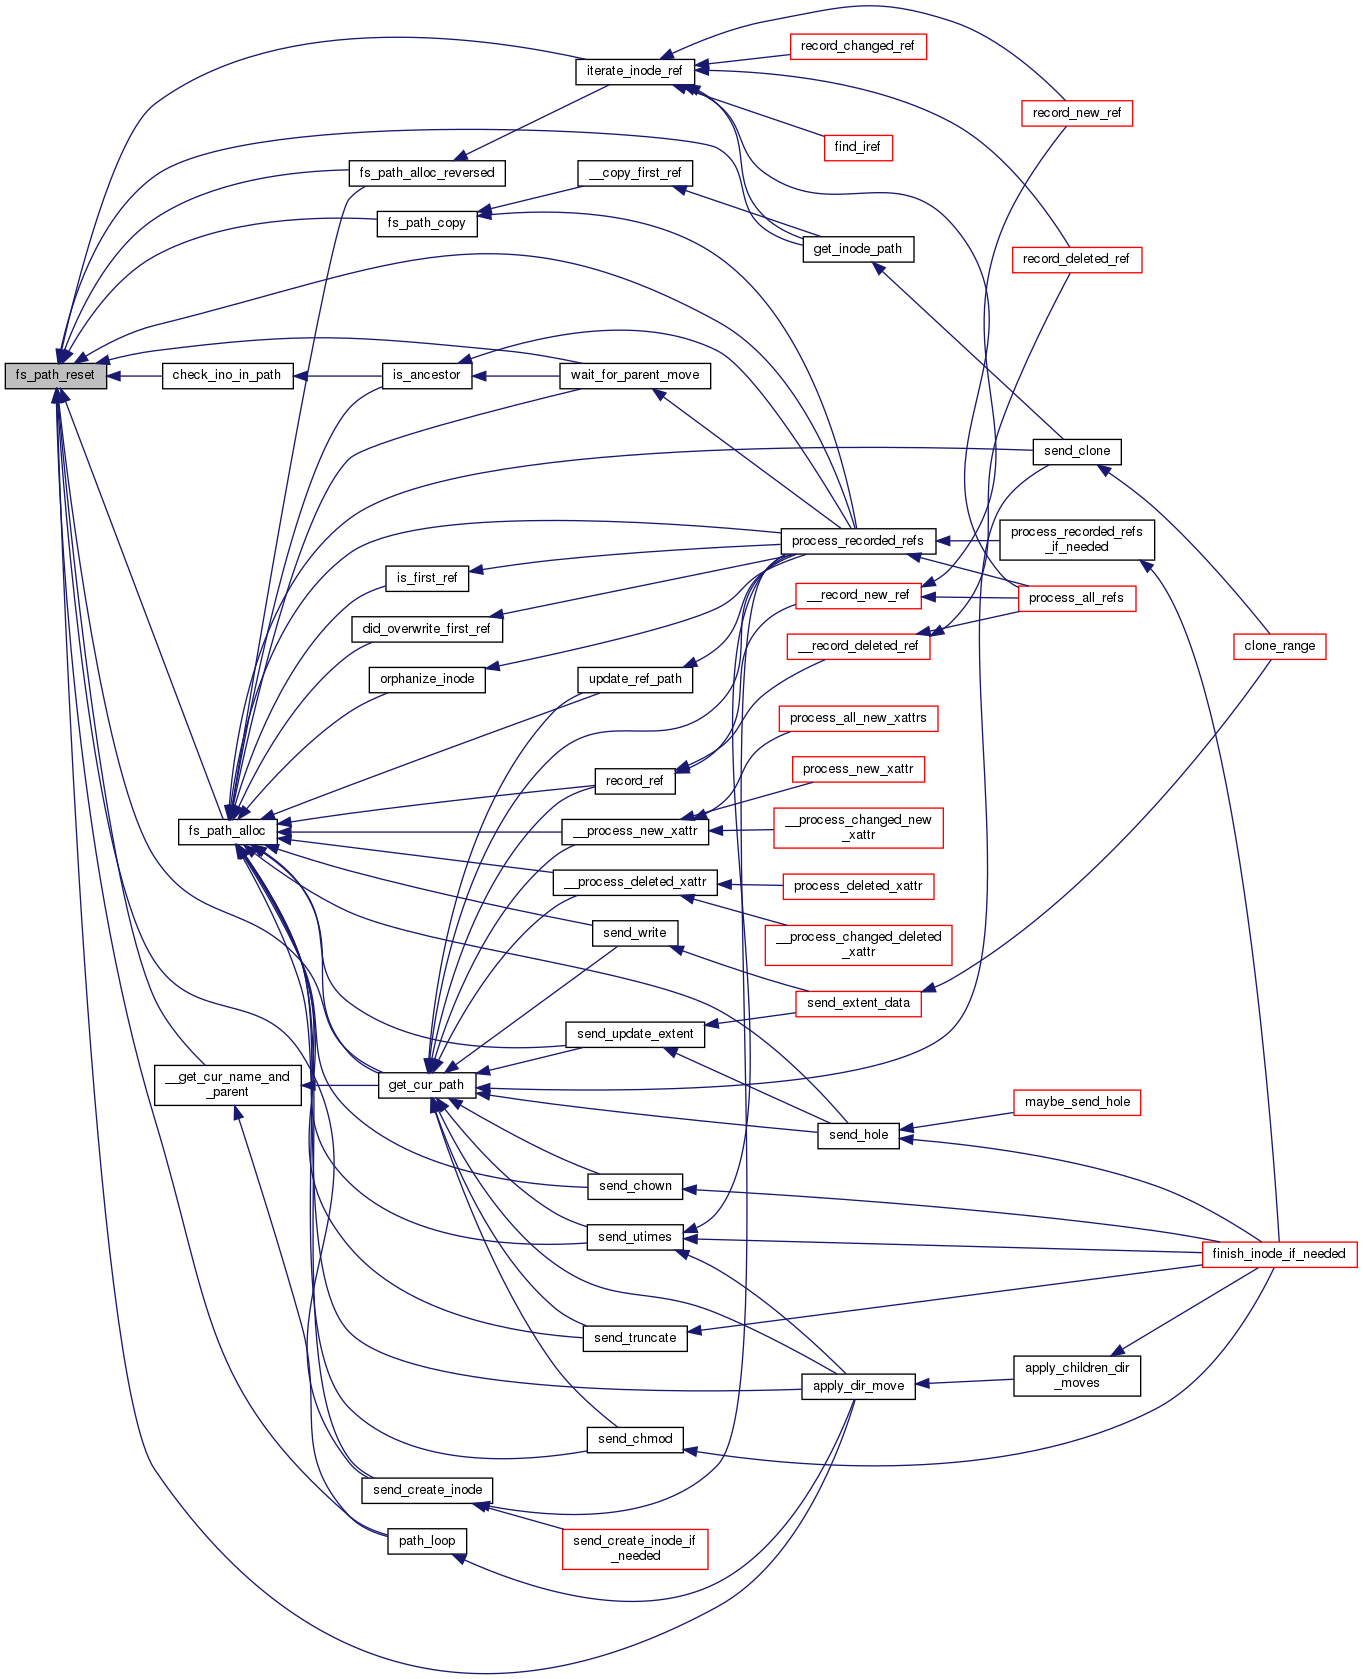 record_changed_ref
iterate_inode_ref
record_new_ref
find_iref
fs_path_alloc_reversed
__copy_first_ref
fs_path_copy
get_inode_path
record_deleted_ref
fs_path_reset
check_ino_in_path
is_ancestor
wait_for_parent_move
send_clone
process_recorded_refs
process_recorded_refs
_if_needed
is_first_ref
__record_new_ref
process_all_refs
did_overwrite_first_ref
__record_deleted_ref
clone_range
orphanize_inode
update_ref_path
process_all_new_xattrs
process_new_xattr
record_ref
fs_path_alloc
__process_new_xattr
__process_changed_new
_xattr
__process_deleted_xattr
process_deleted_xattr
send_write
__process_changed_deleted
_xattr
send_extent_data
send_update_extent
__get_cur_name_and
_parent
get_cur_path
maybe_send_hole
send_hole
send_chown
send_utimes
finish_inode_if_needed
send_truncate
apply_dir_move
apply_children_dir
_moves
send_chmod
send_create_inode
path_loop
send_create_inode_if
_needed